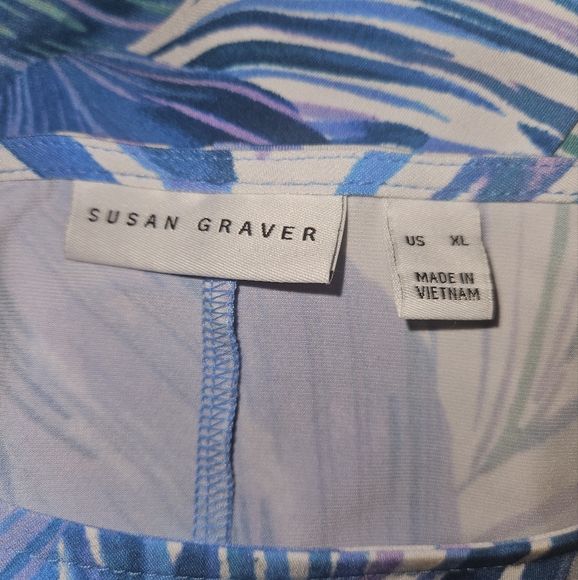 SUSAN GRAVER
US XL
MADE IN
VIETNAM